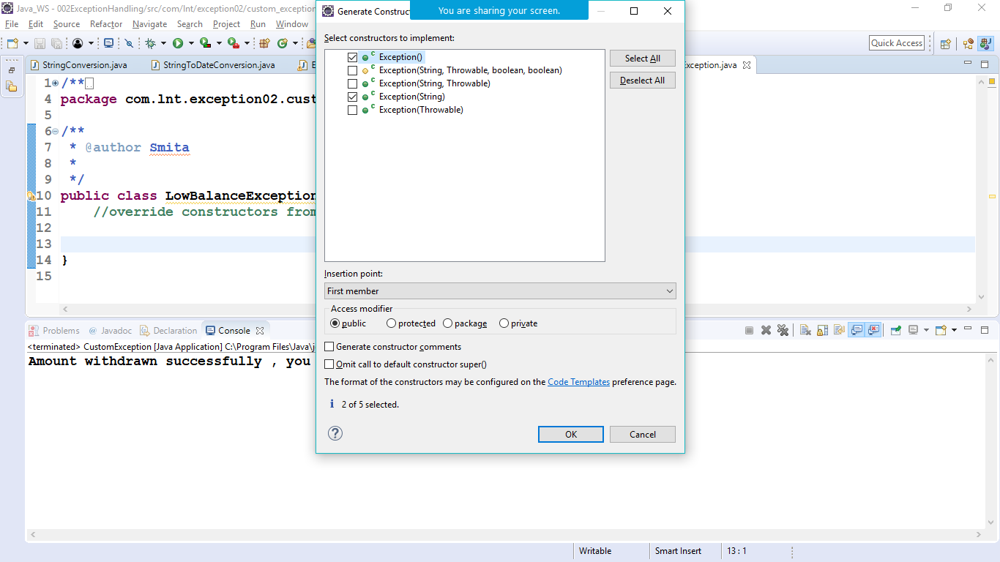 Java_WS - 002ExceptionHandling/src/com/lnt/exception02/custom_exception
Generate Construc
You are sharing your screen.
File Edit Source Refactor Navigate Search Project Run Window
Quick Access
StringConversion.java
StringToDateConversion.java
E
xception.java
1 /**
4 package com.lnt.exception02.cust
5
6 /**
7 * @author Smita
8 *
9 */
10 public class LowBalanceException
11 //override constructors from
12
13
14 }
15
Select constructors to implement:
Exception()
Exception(String, Throwable, boolean, boolean)
Exception(String, Throwable)
Exception(String)
Exception(Throwable)
Select All
Deselect All
Insertion point:
First member
Access modifier
public protected package private
Generate constructor comments
Omit call to default constructor super()
The format of the constructors may be configured on the Code Templates preference page.
2 of 5 selected.
OK Cancel
Problems @ Javadoc Declaration Console
<terminated> CustomException [Java Application] C:\Program Files\Java\j
Amount withdrawn successfully , you
Writable Smart Insert 13 : 1